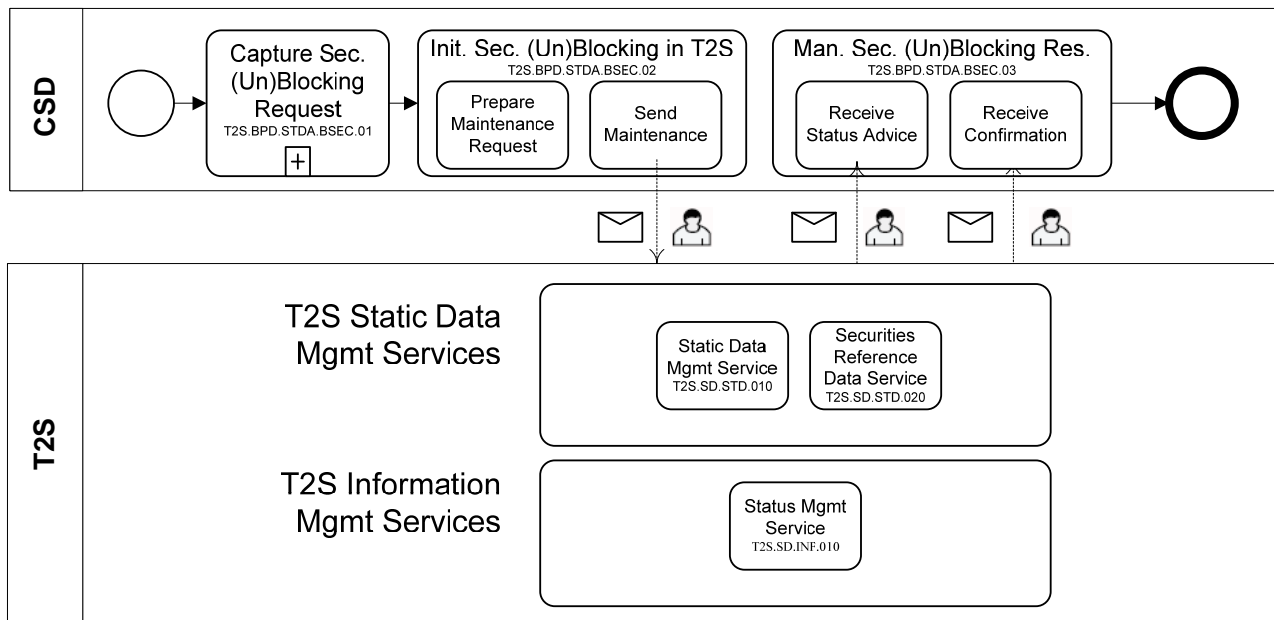 CSD
Capture Sec.
(Un)Blocking
Request
T2S.BPD.STDA.BSEC.01
+
Init. Sec. (Un)Blocking in T2S
T2S.BPD.STDA.BSEC.02
Prepare
Maintenance
Request
Send
Maintenance
Man. Sec. (Un)Blocking Res.
T2S.BPD.STDA.BSEC.03
Receive
Status Advice
Receive
Confirmation
T2S
T2S Static Data
Mgmt Services
Static Data
Mgmt Service
T2S.SD.STD.010
Securities
Reference
Data Service
T2S.SD.STD.020
T2S Information
Mgmt Services
Status Mgmt
Service
T2S.SD.INF.010